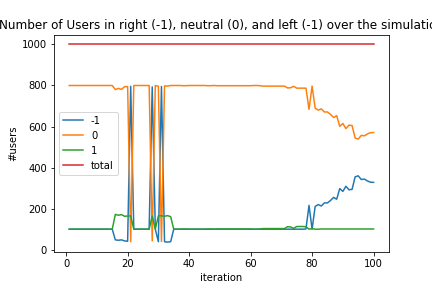 Number of Users in right (-1), neutral (0), and left (-1) over the simulatio
1000
800
600
400
200
0
#users
-1
0
1
total
0 20 40 60 80 100
iteration